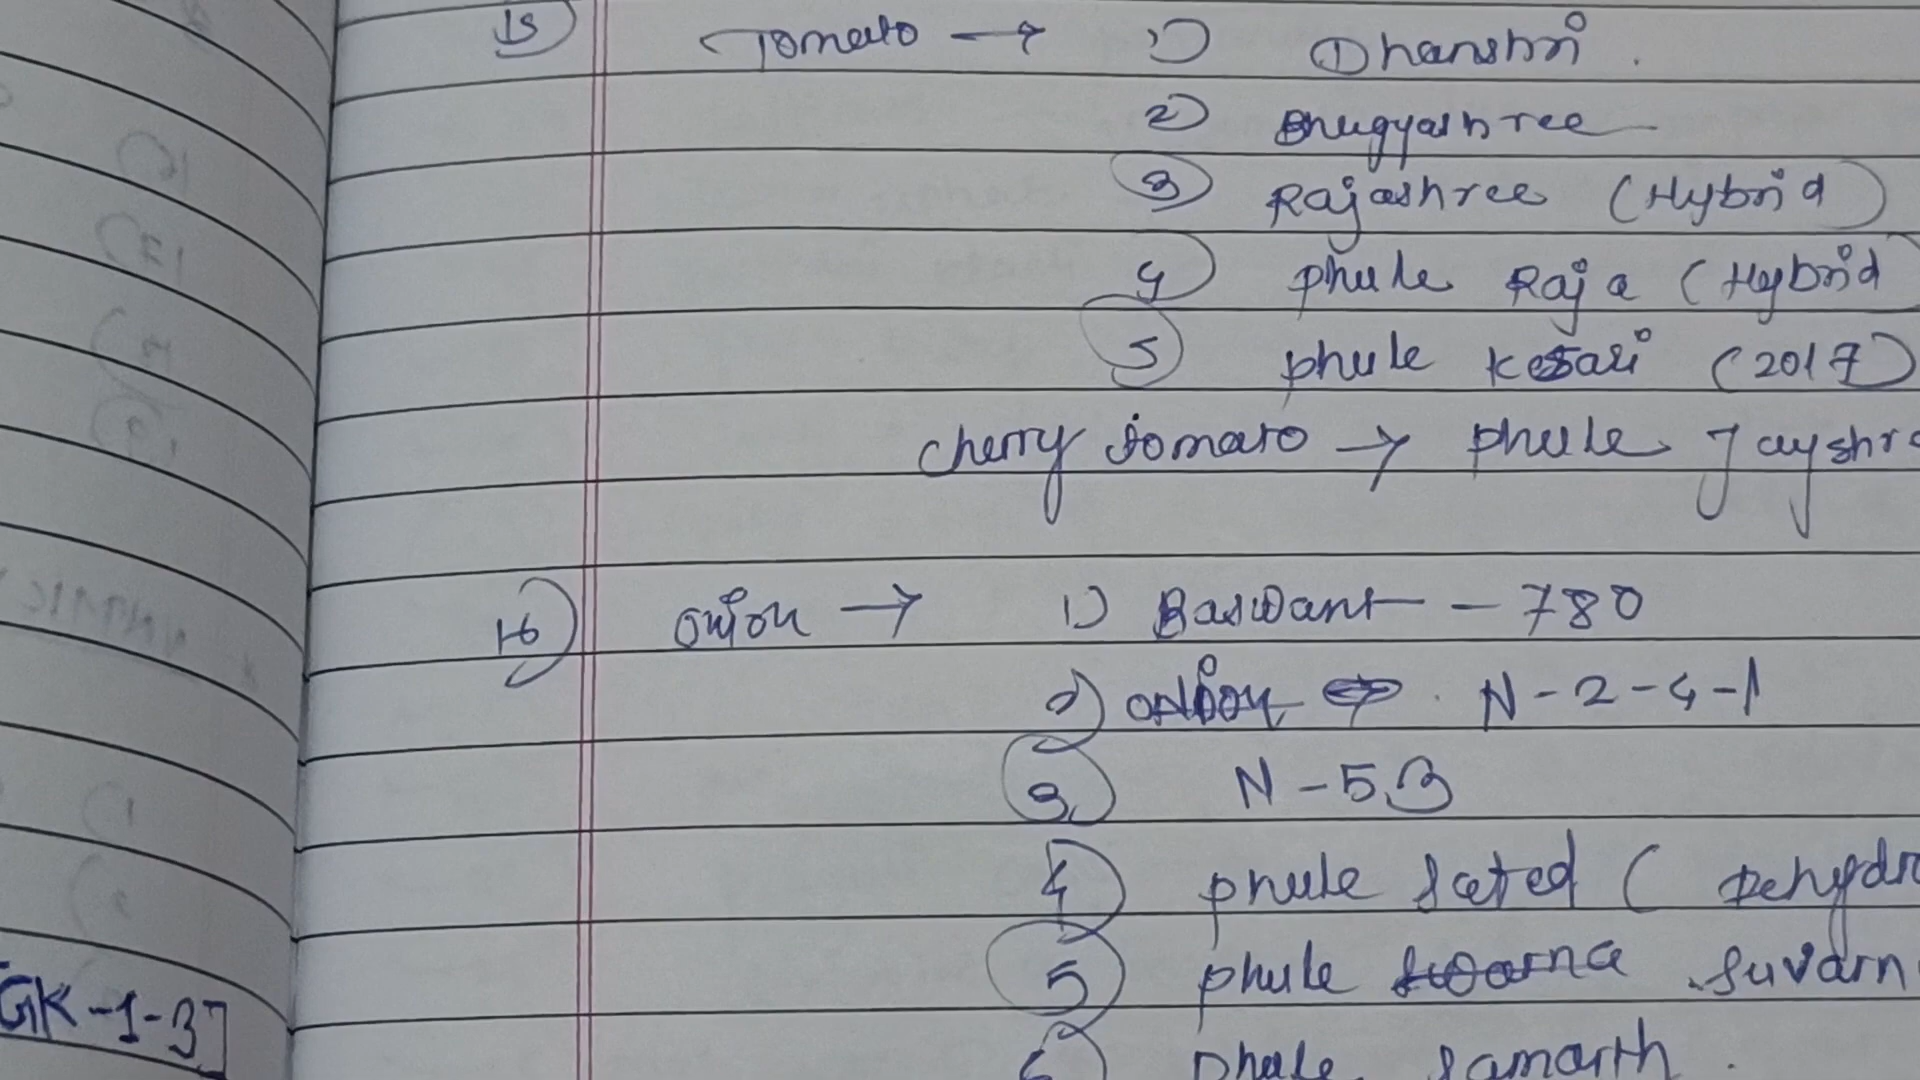 15) Tomato → 1) Dhanshri.
2) Bhagyashree
3) Rajashree (Hybrid)
4) Phule Raja (Hybrid
5) phule Kesari (2017)
cherry tomato → phule Jayshre
16) onion → 1) Baswant - 780
2) N-2-4-1
3) N-53
4) phule safed ( Dehydr
5) phule suvarn
6) Phule Samarth.
GK-1-3]